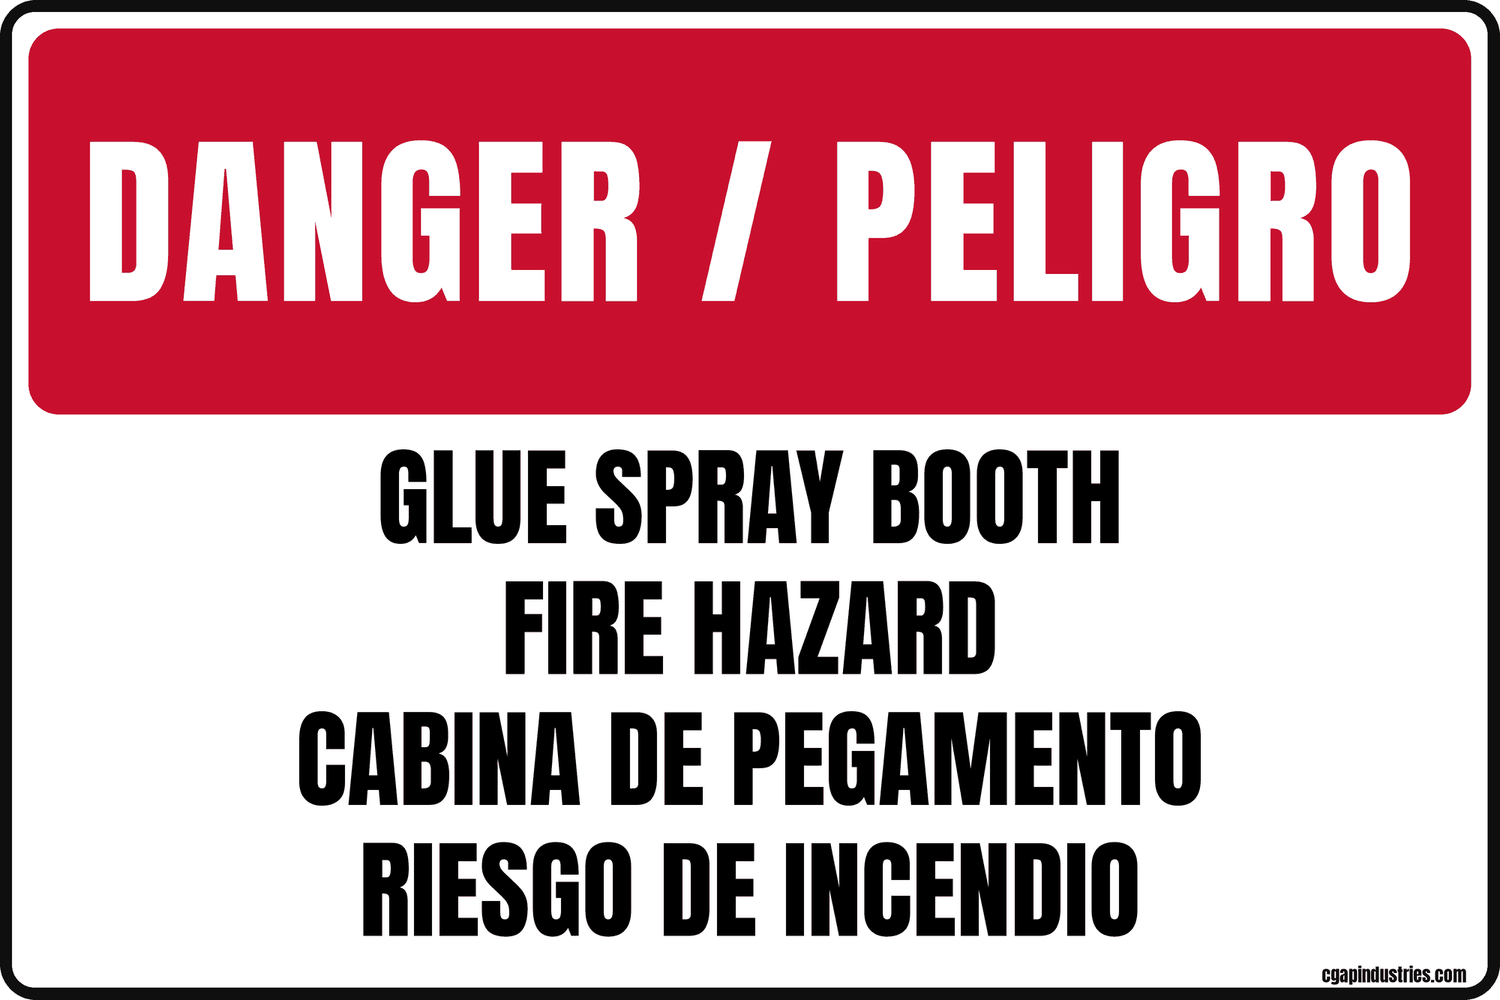 DANGER / PELIGRO
GLUE SPRAY BOOTH
FIRE HAZARD
CABINA DE PEGAMENTO
RIESGO DE INCENDIO
cgapindustries.com